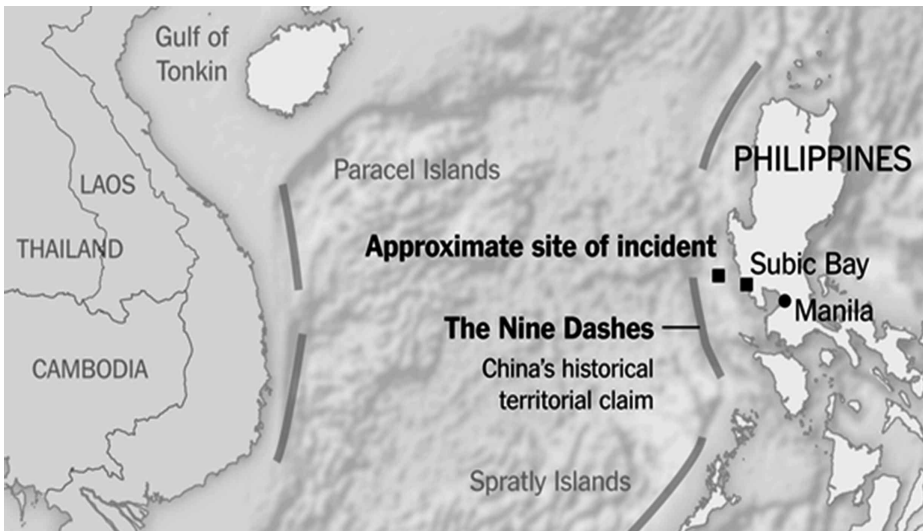 Gulf of
Tonkin
Paracel Islands
PHILIPPINES
LAOS
THAILAND
Approximate site of incident
Subic Bay
Manila
The Nine Dashes
China's historical
territorial claim
CAMBODIA
Spratly Islands